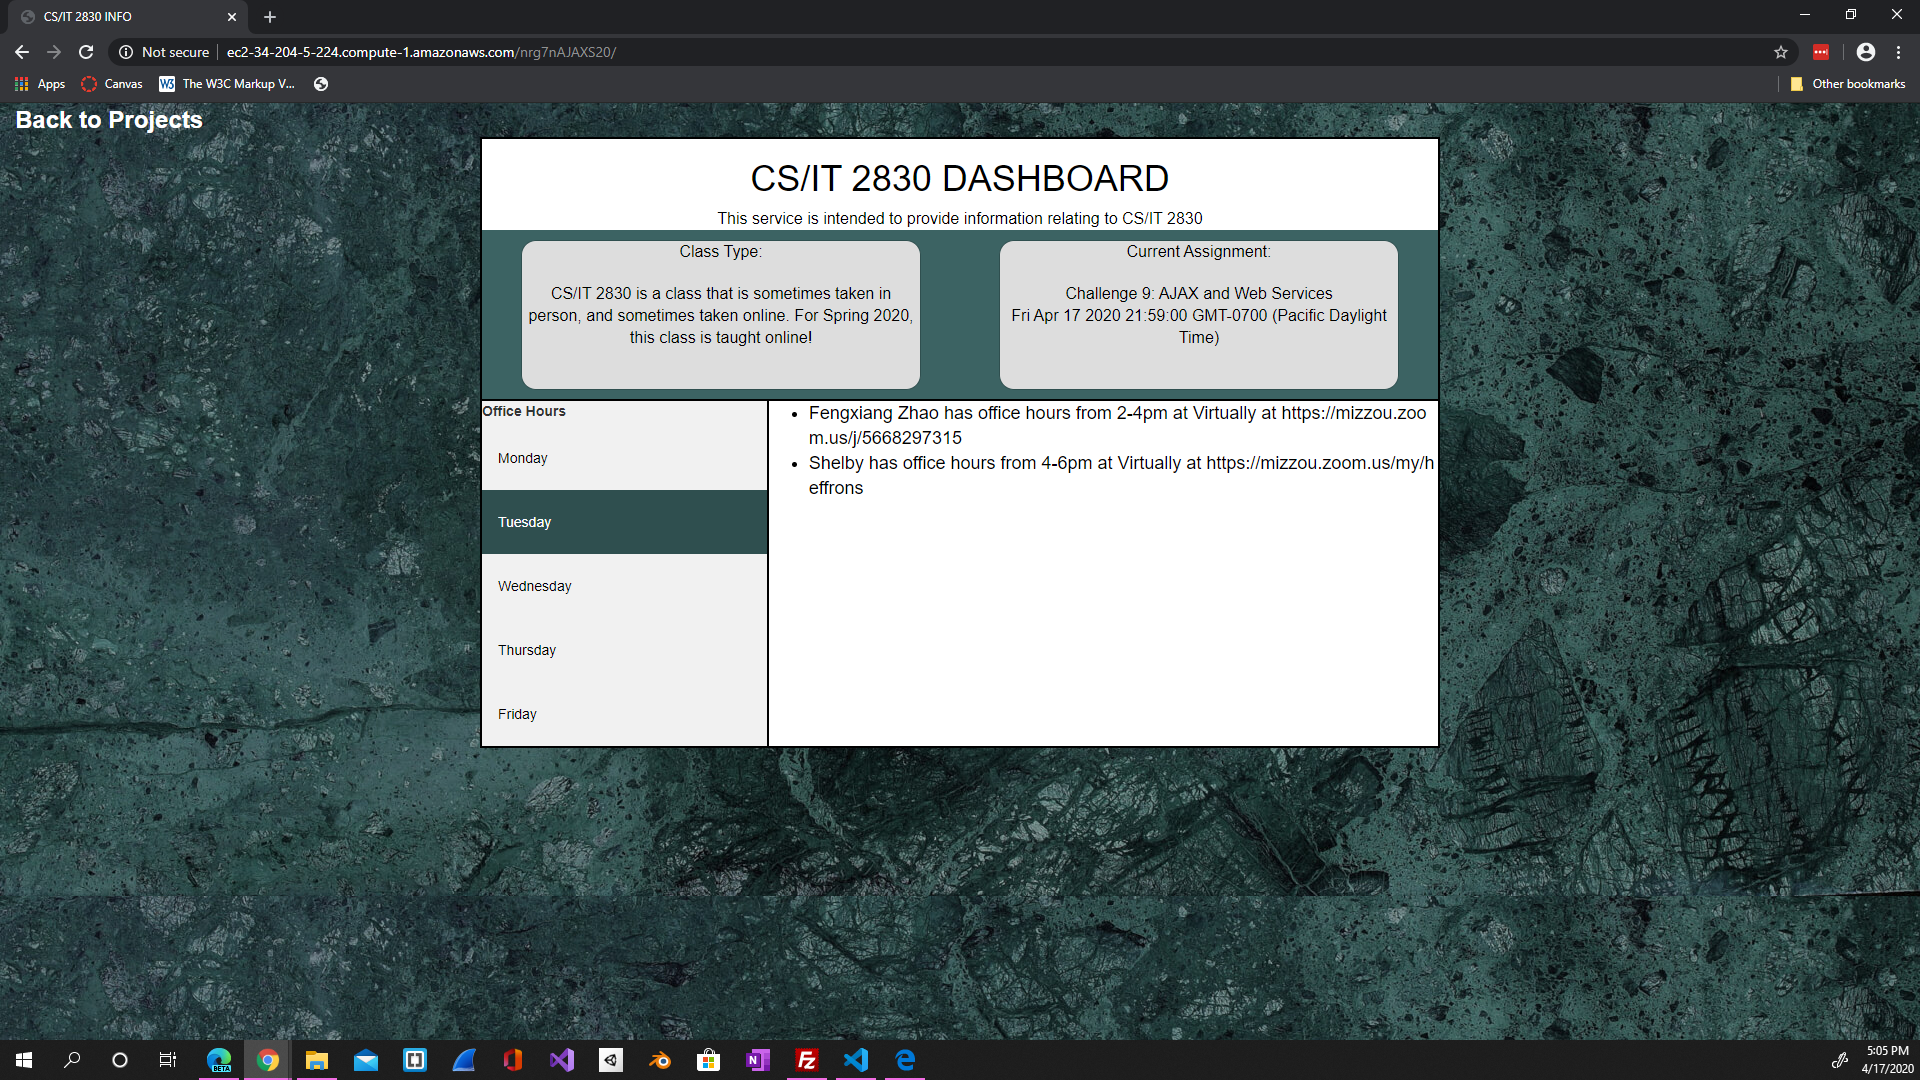 CS/IT 2830 INFO
Not secure
ec2-34-204-5-224.compute-1.amazonaws.com/nrg7nAJAXS20/
Apps
Canvas
W3
The W3C Markup V...
Other bookmarks
Back to Projects
CS/IT 2830 DASHBOARD
This service is intended to provide information relating to CS/IT 2830
Class Type:
CS/IT 2830 is a class that is sometimes taken in
person, and sometimes taken online. For Spring 2020,
this class is taught online!
Current Assignment:
Challenge 9: AJAX and Web Services
Fri Apr 17 2020 21:59:00 GMT-0700 (Pacific Daylight
Time)
Office Hours
Monday
Tuesday
Wednesday
Thursday
Friday
Fengxiang Zhao has office hours from 2-4pm at Virtually at https://mizzou.zoo
m.us/j/5668297315
Shelby has office hours from 4-6pm at Virtually at https://mizzou.zoom.us/my/h
effrons
BETA
N
Fz
5:05 PM
4/17/2020